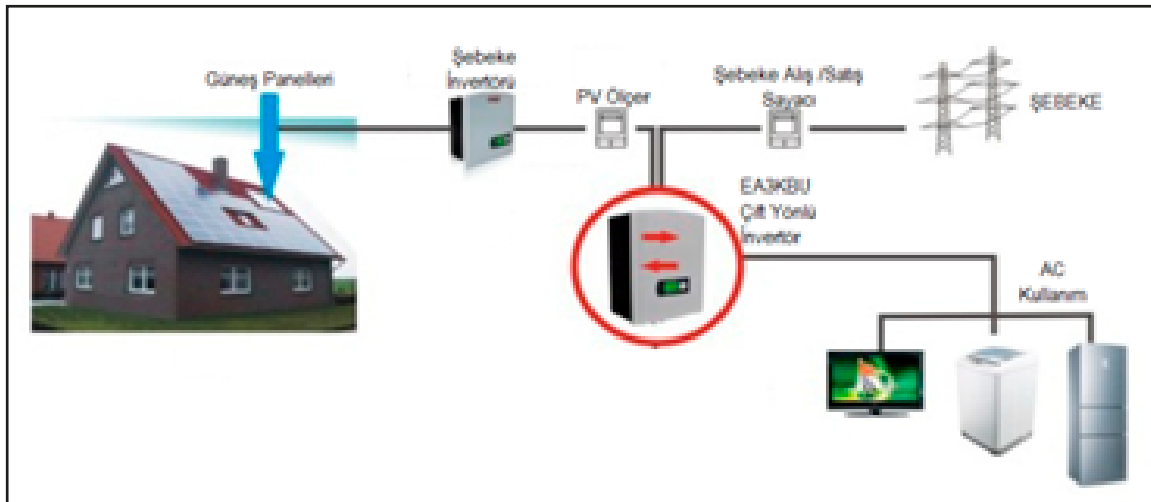 Güneş Panelleri
Şebeke
İnvertörü
PV Ölçer
Şebeke Alış /Satış
Sayacı
ŞEBEKE
EA3KBU
Çift Yönlü
İnvertör
AC
Kullanım